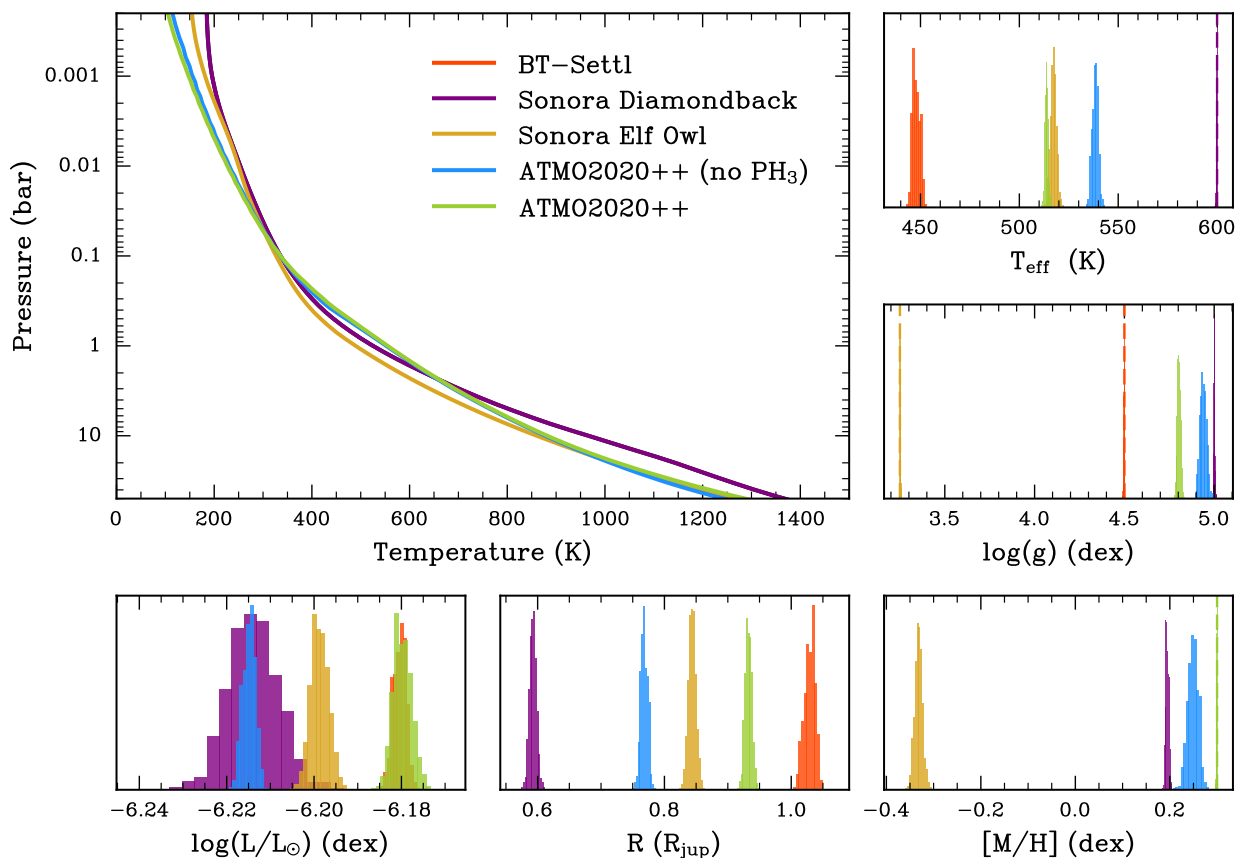 BT−Settl
Sonora Diamondback
Sonora Elf Owl
ATMO2020++ (no PH₃)
ATMO2020++
0.001
0.01
0.1
1
10
Pressure (bar)
0 200 400 600 800 1000 1200 1400
Temperature (K)
450 500 550 600
T_eff (K)
3.5 4.0 4.5 5.0
log(g) (dex)
−6.24 −6.22 −6.20 −6.18
log(L/L⊙) (dex)
0.6 0.8 1.0
R (R_jup)
−0.4 −0.2 0.0 0.2
[M/H] (dex)